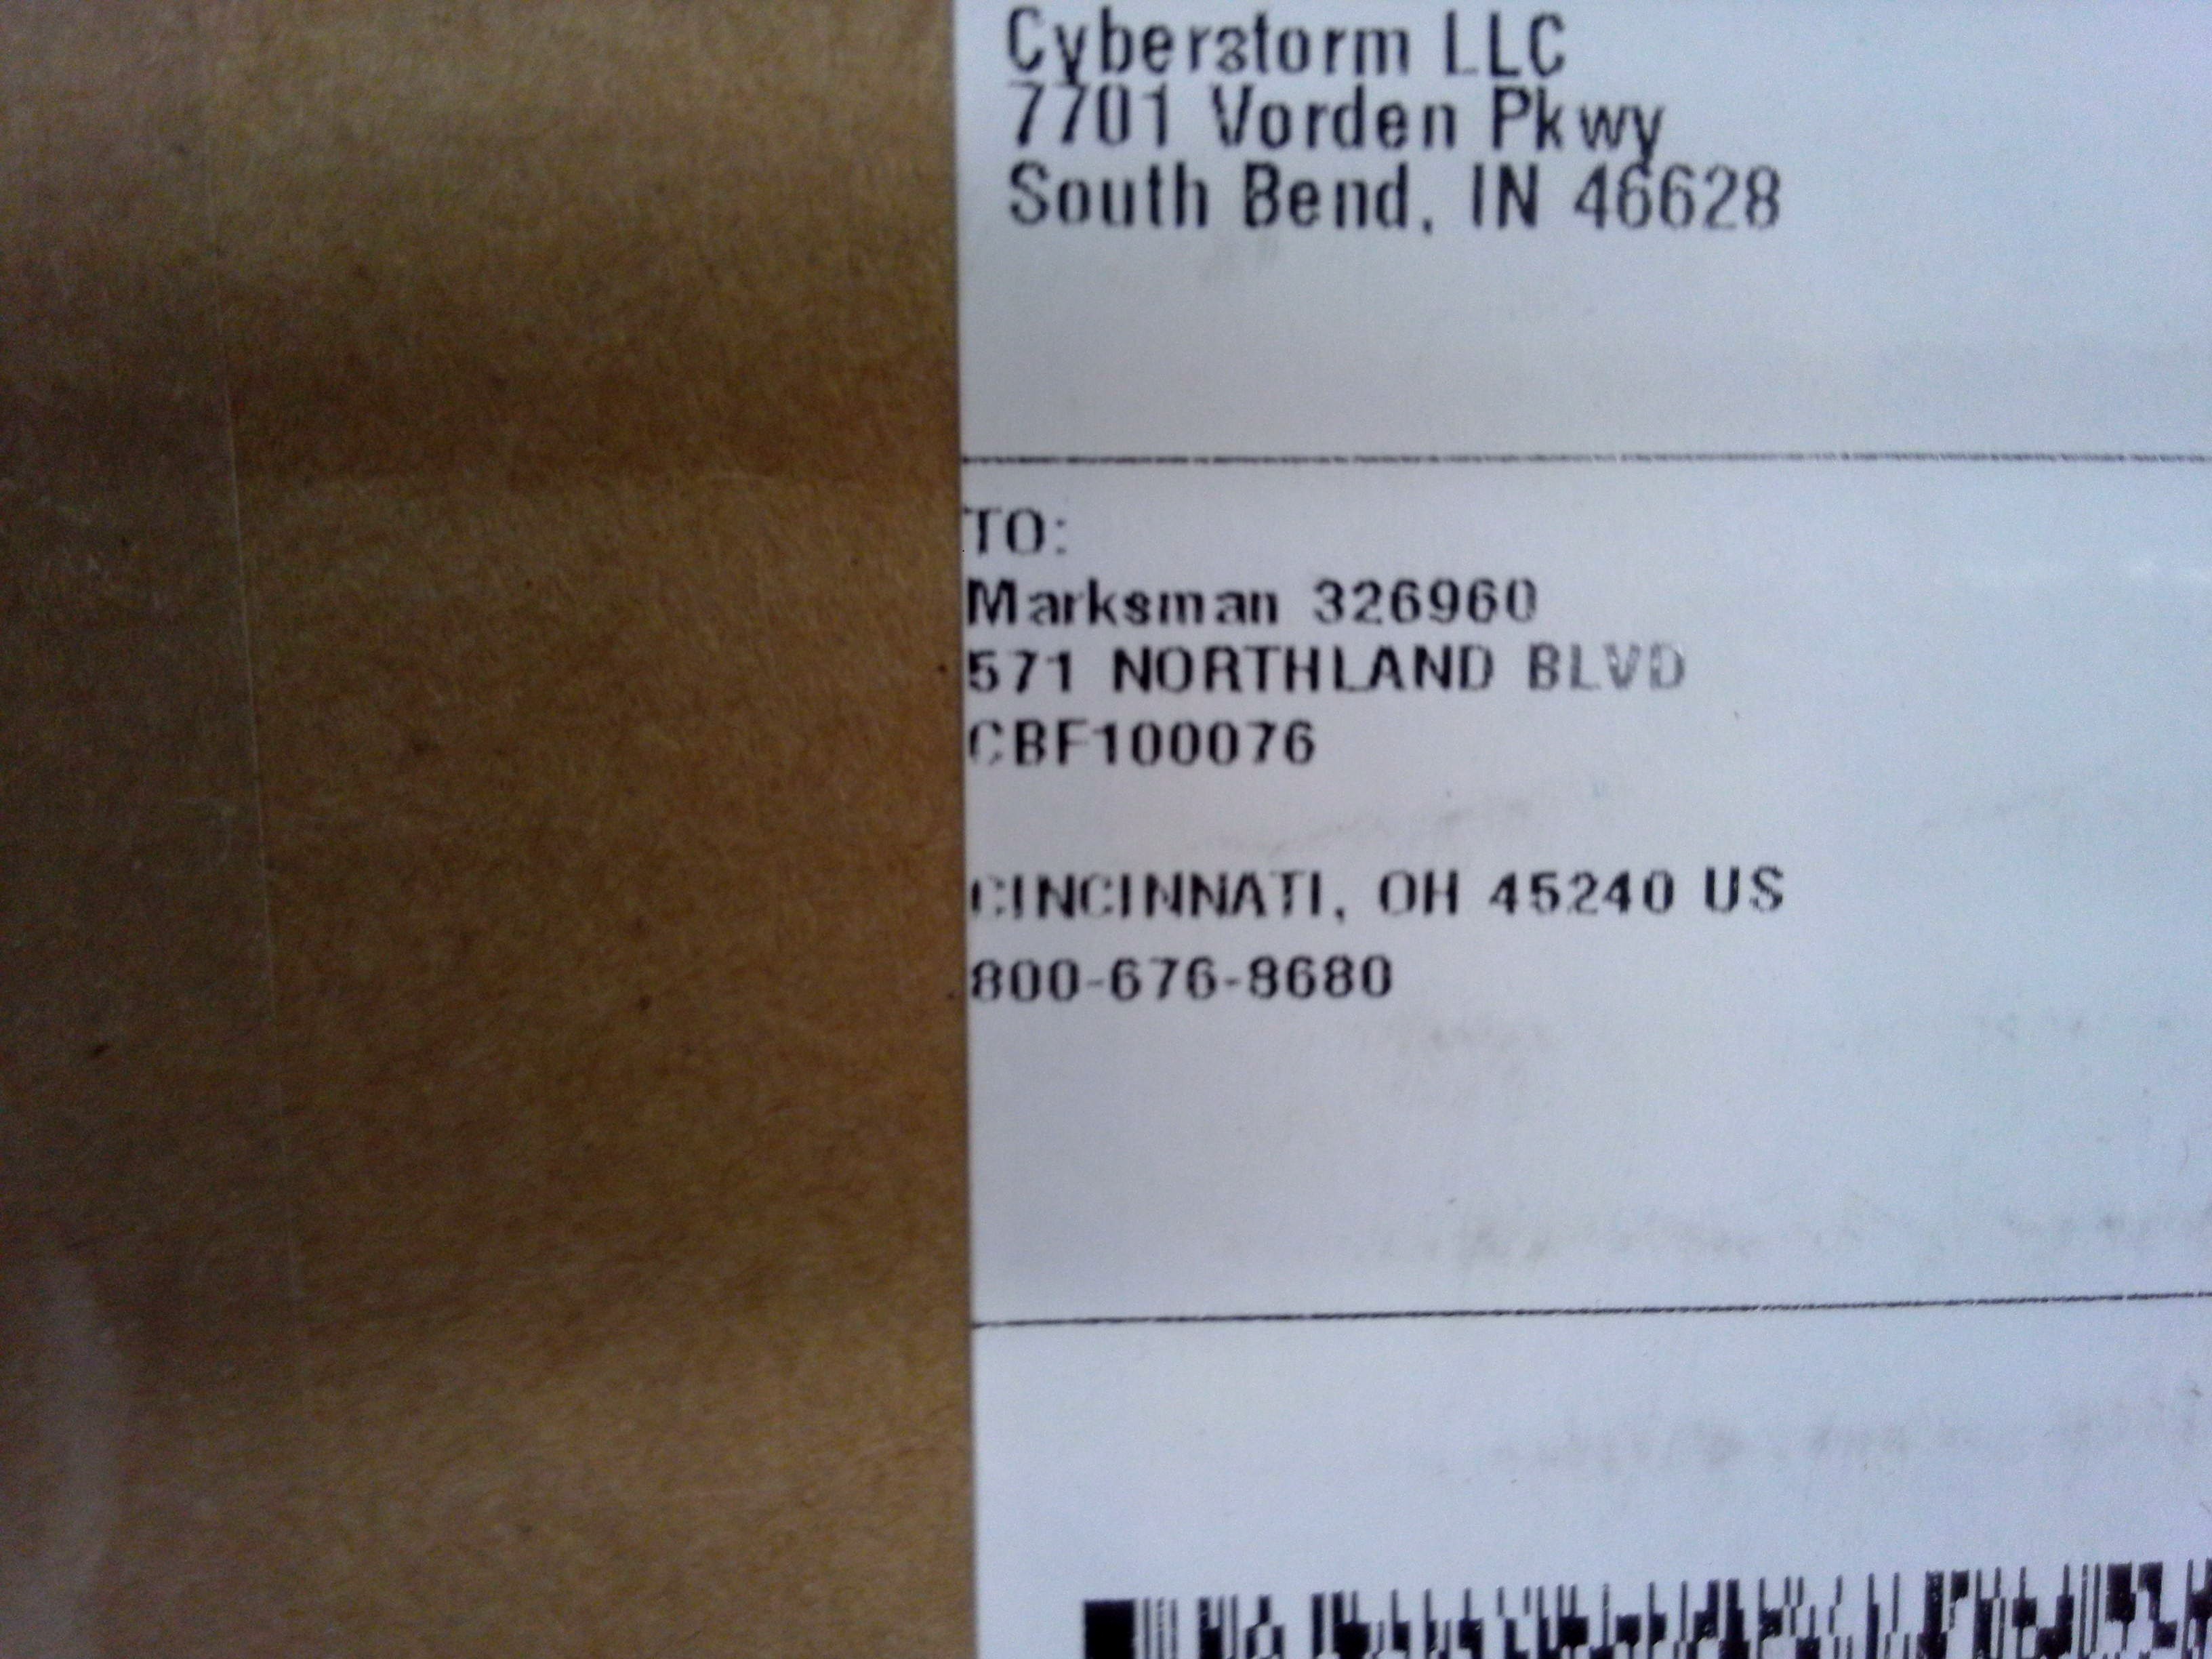 Cyberstorm LLC
7701 Vorden Pkwy
South Bend, IN 46628
TO:
Marksman 326960
571 NORTHLAND BLVD
CBF100076
CINCINNATI, OH 45240 US
800-676-8680